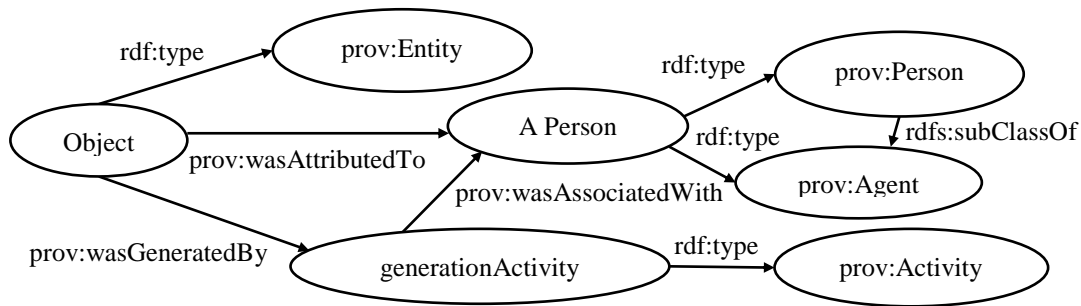 rdf:type
prov:Entity
rdf:type
prov:Person
Object
prov:wasAttributedTo
A Person
rdf:type
rdfs:subClassOf
prov:wasAssociatedWith
prov:Agent
prov:wasGeneratedBy
generationActivity
rdf:type
prov:Activity